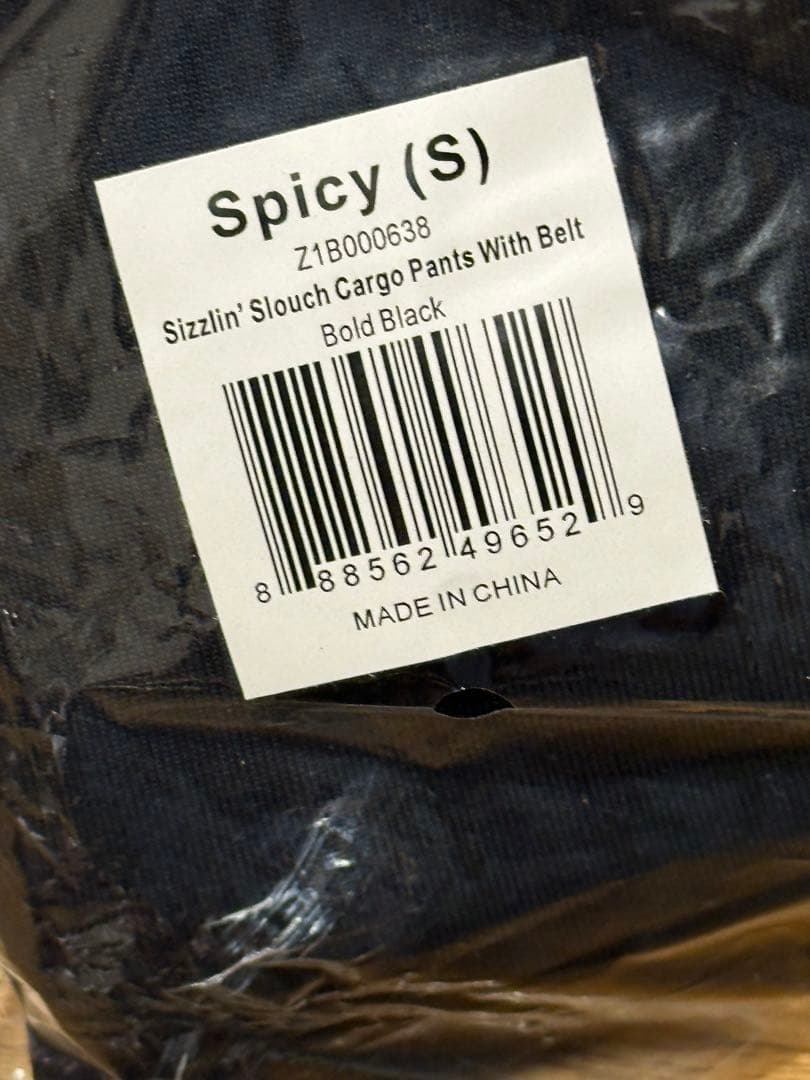 Spicy (S)
Z1B000638
Sizzlin' Slouch Cargo Pants With Belt
Bold Black
8 88562 49652 9
MADE IN CHINA